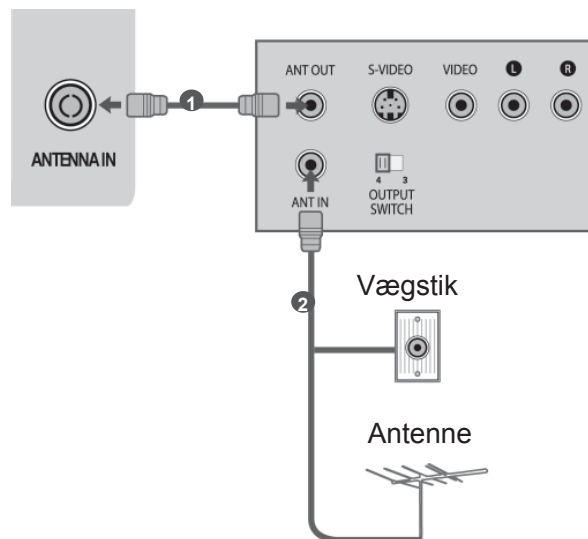 ANT OUT
S-VIDEO
VIDEO
L
R
1
ANTENNA IN
ANT IN
4 3
OUTPUT
SWITCH
2
Vægstik
Antenne